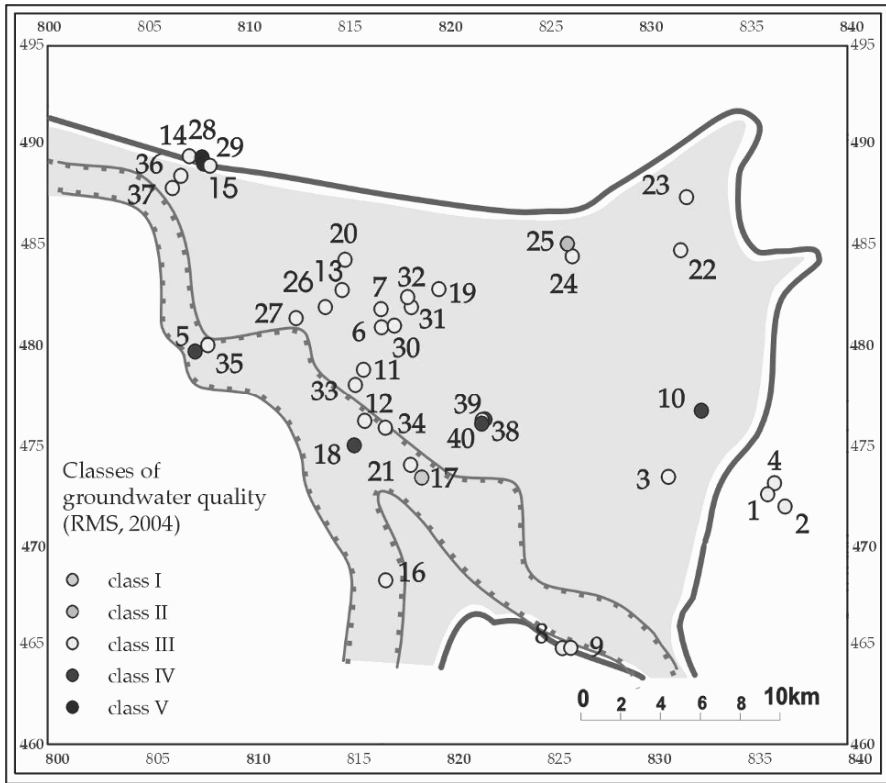 800 805 810 815 820 825 830 835 840
495 495
490 490
14 28 29
36 15
37
23
485 20 25 22 485
24
13 32 19
26 7
27 31
6 30
480 5 35 480
11
33
12 39 10
34 40 38
475 18 475
21 17 3 4
1 2
Classes of
groundwater quality
(RMS, 2004)
470 470
16
class I
class II
465 8 9 465
class III
class IV
class V
0 2 4 6 8 10km
460 460
800 805 810 815 820 825 830 835 840